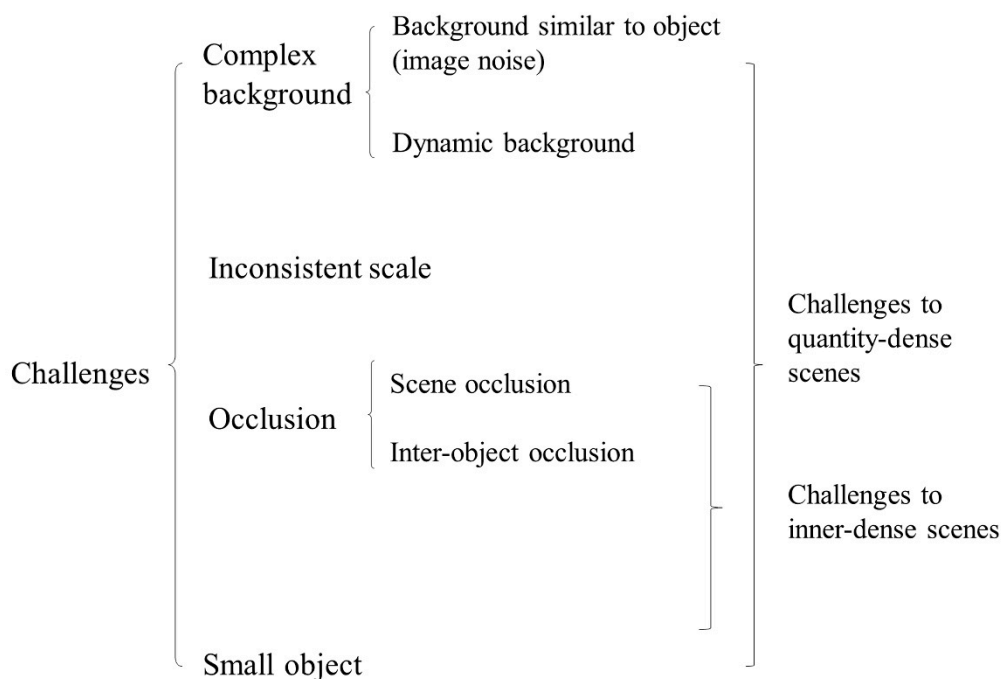 Complex
background
Background similar to object
(image noise)
Dynamic background
Inconsistent scale
Challenges
Occlusion
Scene occlusion
Inter-object occlusion
Small object
Challenges to
quantity-dense
scenes
Challenges to
inner-dense scenes